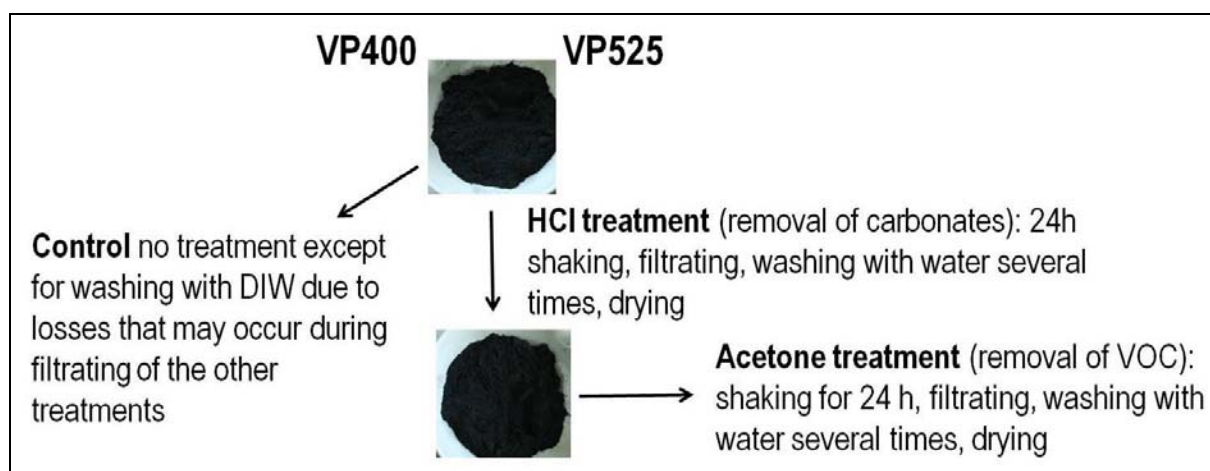 VP400 VP525
Control no treatment except
for washing with DIW due to
losses that may occur during
filtrating of the other
treatments
HCl treatment (removal of carbonates): 24h
shaking, filtrating, washing with water several
times, drying
Acetone treatment (removal of VOC):
shaking for 24 h, filtrating, washing with
water several times, drying